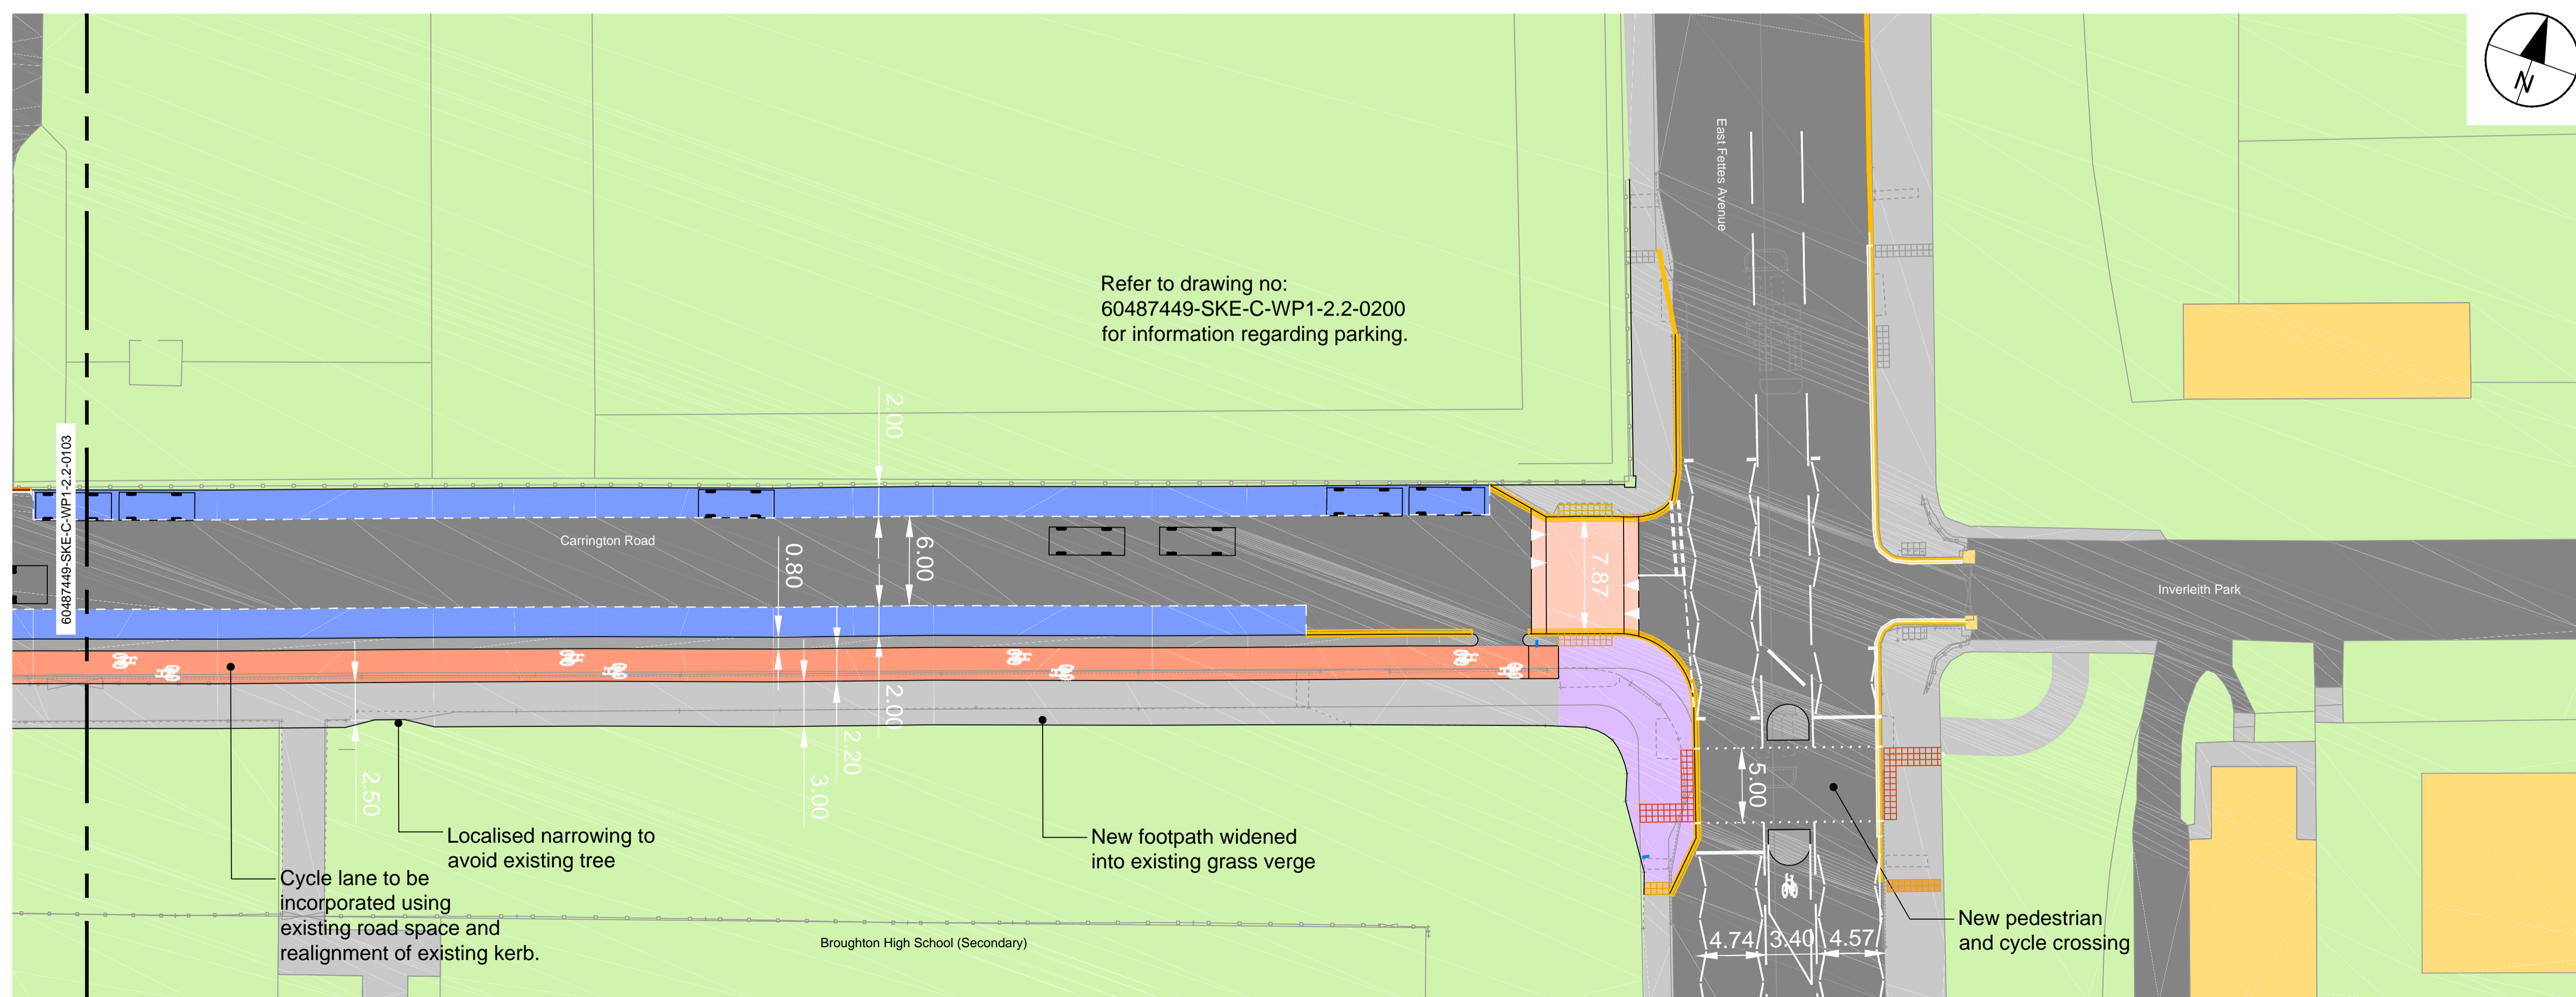 N
East Fettes Avenue
Refer to drawing no:
60487449-SKE-C-WP1-2.2-0200
for information regarding parking.
2.00
60487449-SKE-C-WP1-2.2-0103
Carrington Road
0.80
6.00
7.87
Inverleith Park
2.00
2.20
3.00
2.50
5.00
Localised narrowing to
avoid existing tree
New footpath widened
into existing grass verge
Cycle lane to be
incorporated using
existing road space and
realignment of existing kerb.
Broughton High School (Secondary)
4.74
3.40
4.57
New pedestrian
and cycle crossing